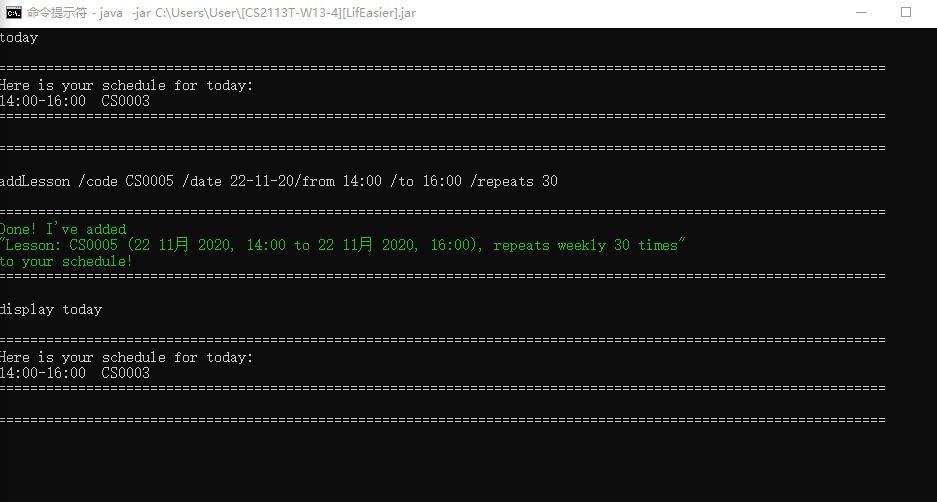 命令提示符 - java -jar C:\Users\User\[CS2113T-W13-4][LifEasier].jar
today
===============================================================================================================
Here is your schedule for today:
14:00-16:00  CS0003
===============================================================================================================
===============================================================================================================
addLesson /code CS0005 /date 22-11-20/from 14:00 /to 16:00 /repeats 30
===============================================================================================================
Done! I've added
"Lesson: CS0005 (22 11月 2020, 14:00 to 22 11月 2020, 16:00), repeats weekly 30 times"
to your schedule!
===============================================================================================================
display today
===============================================================================================================
Here is your schedule for today:
14:00-16:00  CS0003
===============================================================================================================
===============================================================================================================